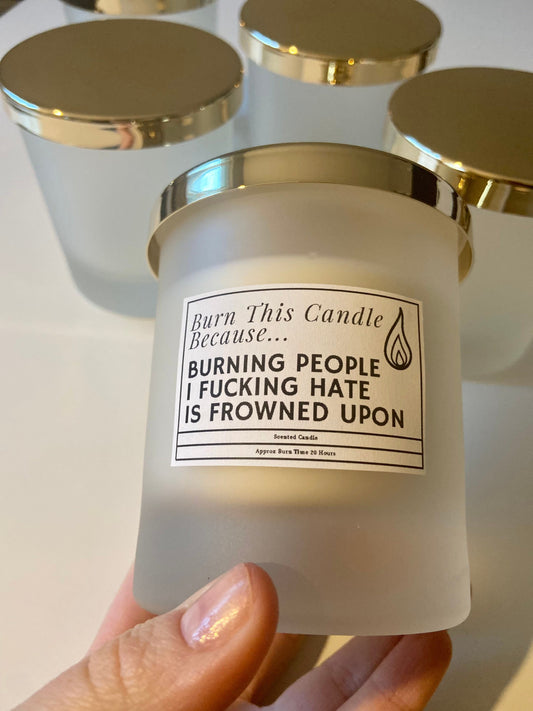 Burn This Candle
Because...
BURNING PEOPLE
I FUCKING HATE
IS FROWNED UPON
Scented Candle
Approx Burn Time 20 Hours